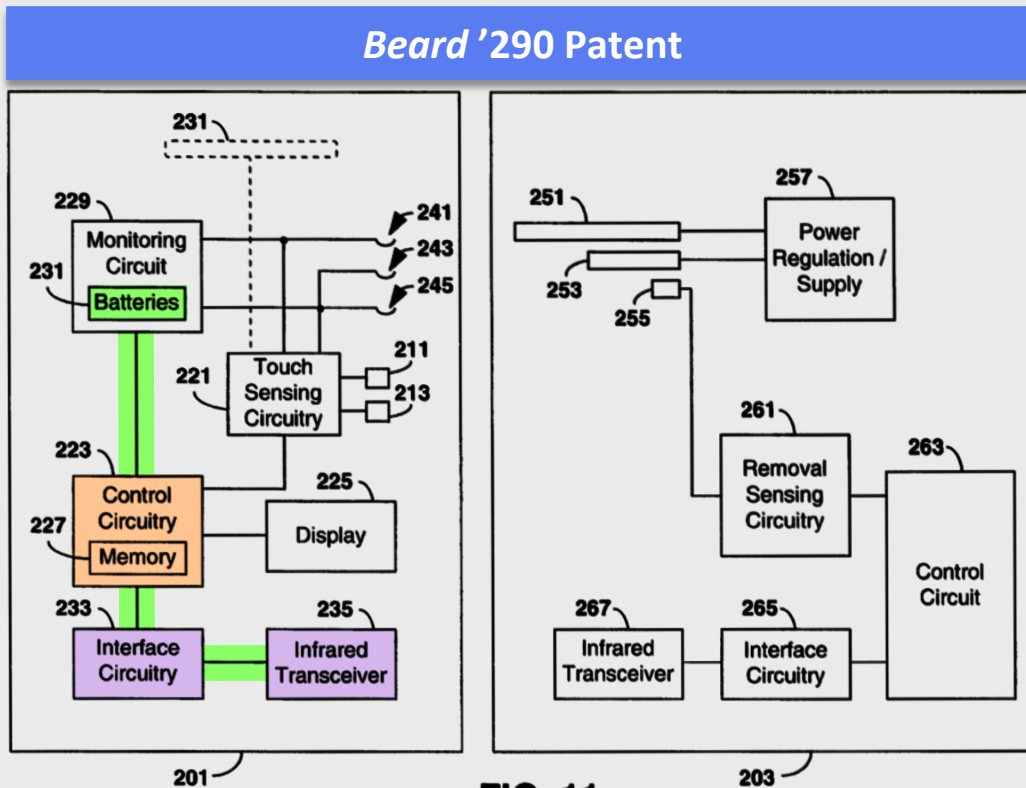 Beard ’290 Patent
231
229
Monitoring
Circuit
231
Batteries
241
243
245
221
Touch
Sensing
Circuitry
211
213
223
Control
Circuitry
227
Memory
225
Display
233
Interface
Circuitry
235
Infrared
Transceiver
201
251
253
255
257
Power
Regulation /
Supply
261
Removal
Sensing
Circuitry
263
Control
Circuit
267
Infrared
Transceiver
265
Interface
Circuitry
203